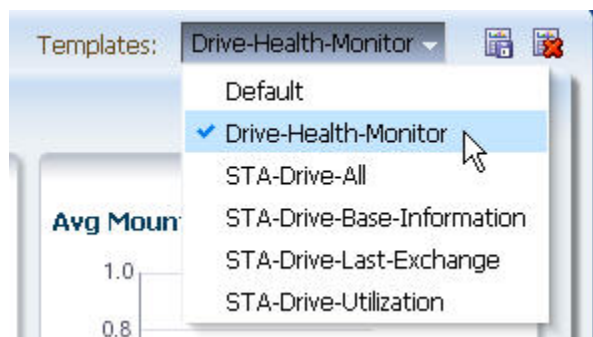 Templates: Drive-Health-Monitor
Default
Drive-Health-Monitor
STA-Drive-All
STA-Drive-Base-Information
Avg Moun
STA-Drive-Last-Exchange
1.0
STA-Drive-Utilization
0.8